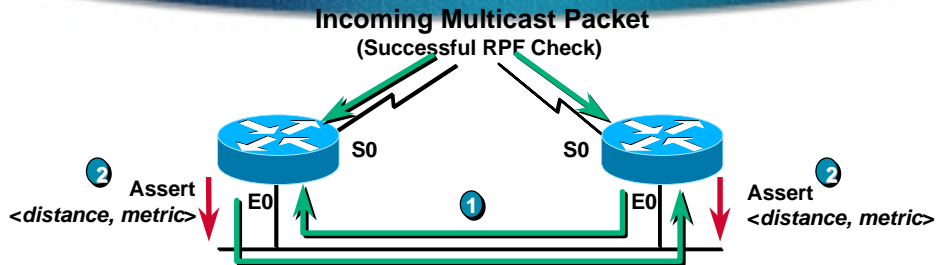 Incoming Multicast Packet
(Successful RPF Check)
S0
S0
2
Assert
<distance, metric>
E0
1
E0
2
Assert
<distance, metric>